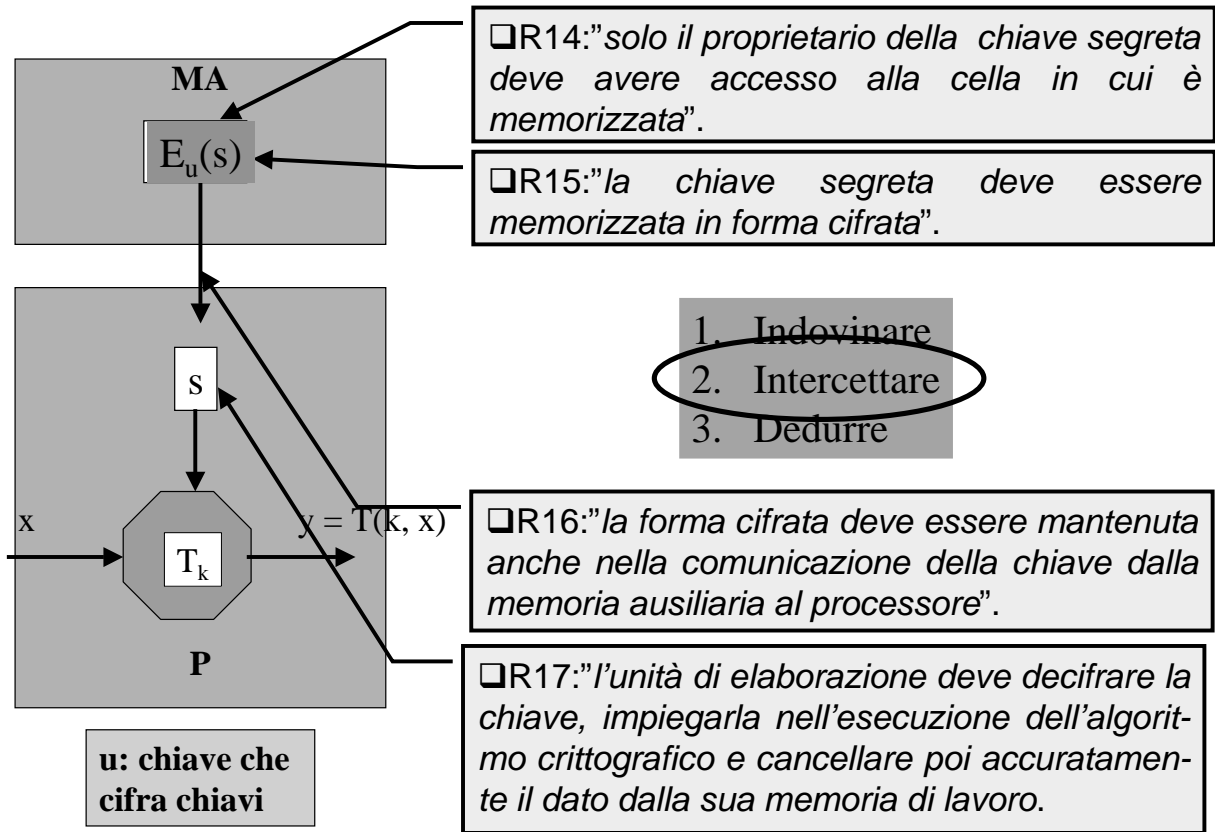 ❑R14:”solo il proprietario della chiave segreta
deve avere accesso alla cella in cui è
memorizzata”.
MA
Eu(s)
❑R15:”la chiave segreta deve essere
memorizzata in forma cifrata”.
1. Indovinare
2. Intercettare
3. Dedurre
s
x
y = T(k, x)
Tk
P
❑R16:”la forma cifrata deve essere mantenuta
anche nella comunicazione della chiave dalla
memoria ausiliaria al processore”.
❑R17:”l’unità di elaborazione deve decifrare la
chiave, impiegarla nell’esecuzione dell’algorit-
mo crittografico e cancellare poi accuratamen-
te il dato dalla sua memoria di lavoro.
u: chiave che
cifra chiavi